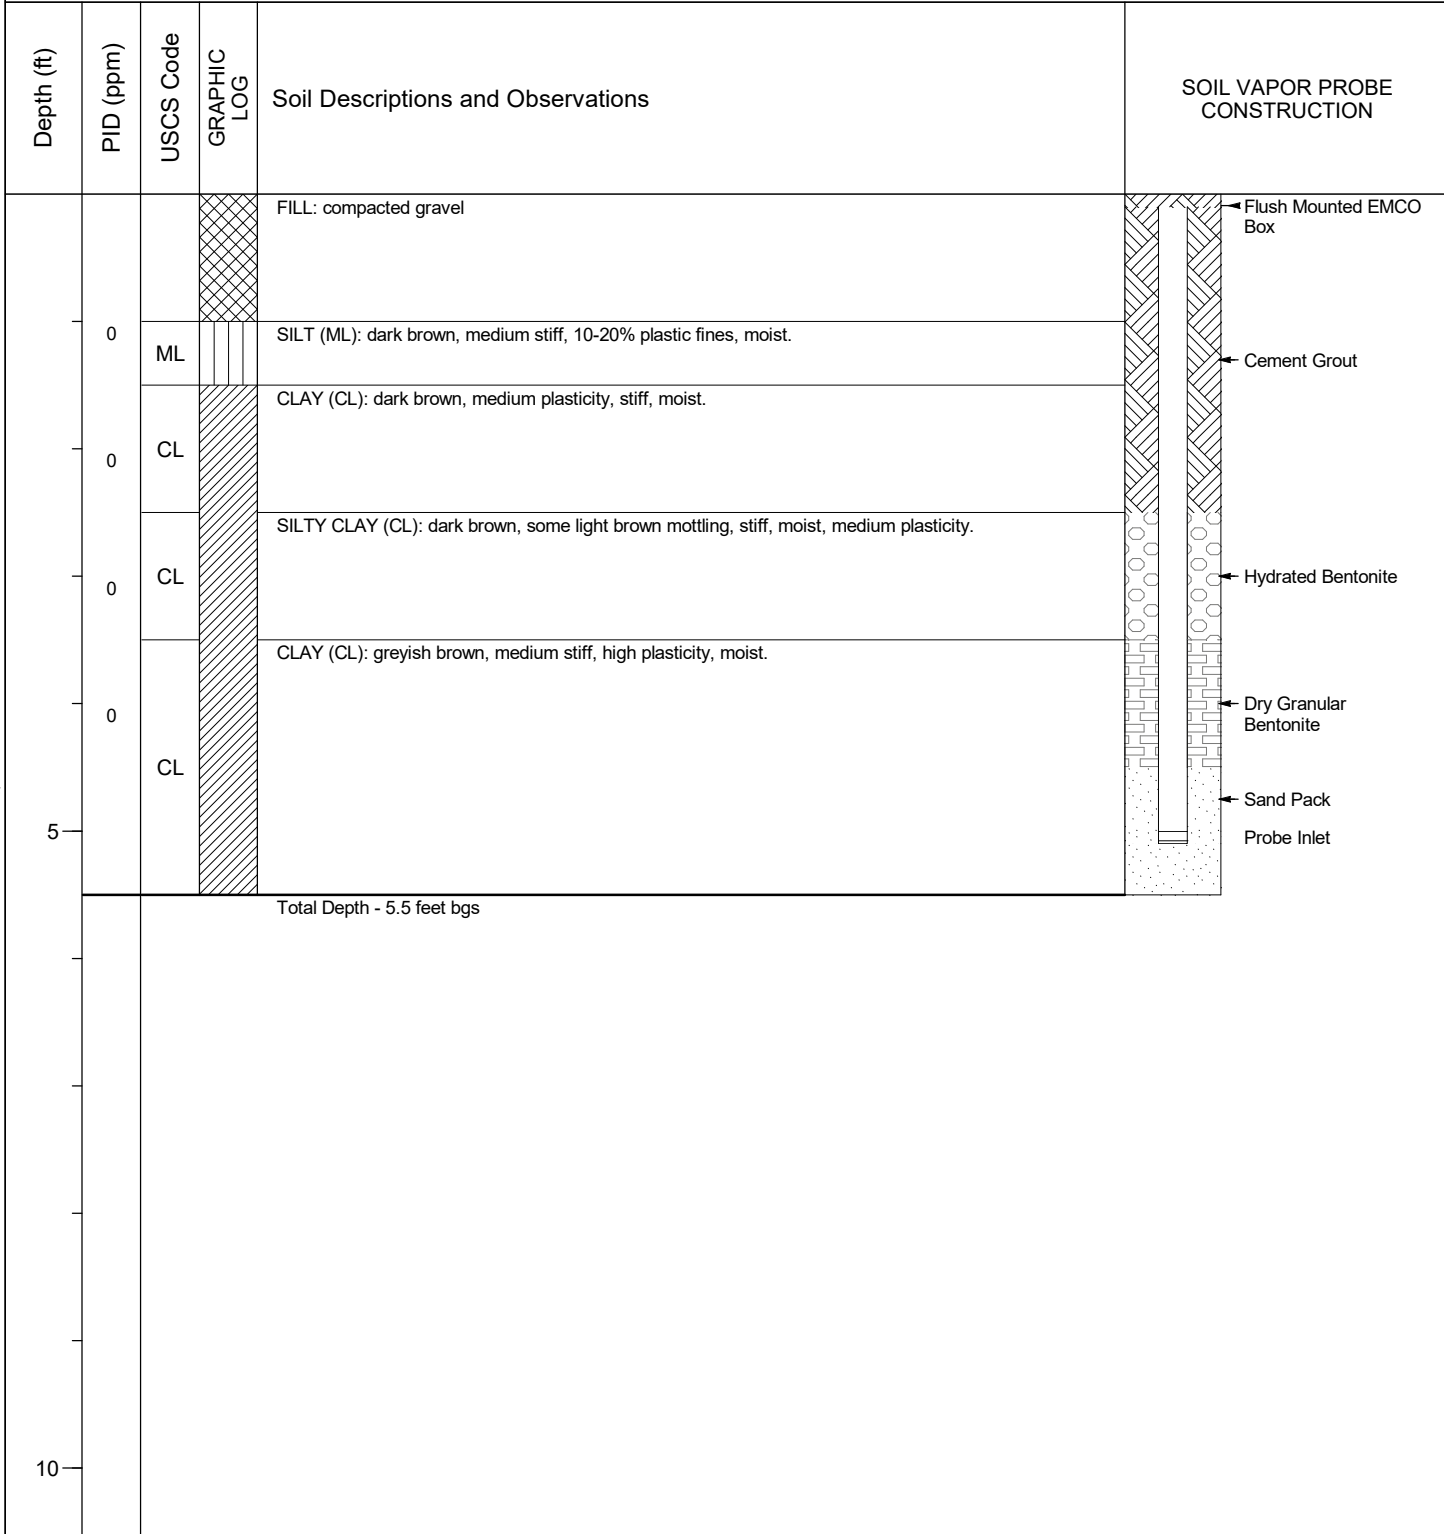 Depth (ft)
PID (ppm)
USCS Code
GRAPHIC
LOG
Soil Descriptions and Observations
SOIL VAPOR PROBE
CONSTRUCTION
FILL: compacted gravel
Flush Mounted EMCO
Box
0
SILT (ML): dark brown, medium stiff, 10-20% plastic fines, moist.
ML
Cement Grout
CLAY (CL): dark brown, medium plasticity, stiff, moist.
CL
0
SILTY CLAY (CL): dark brown, some light brown mottling, stiff, moist, medium plasticity.
CL
0
Hydrated Bentonite
CLAY (CL): greyish brown, medium stiff, high plasticity, moist.
0
Dry Granular
Bentonite
CL
Sand Pack
5
Probe Inlet
Total Depth - 5.5 feet bgs
10